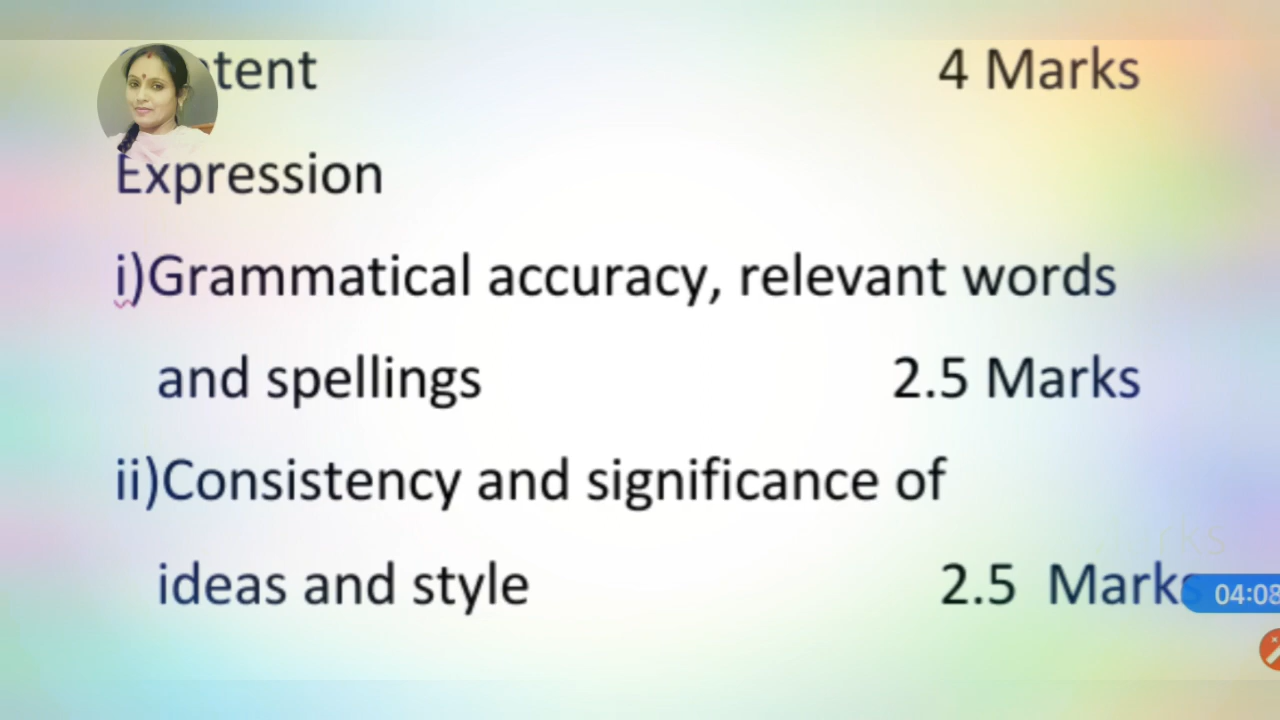 4 Marks
Expression
i)Grammatical accuracy, relevant words
and spellings 2.5 Marks
ii)Consistency and significance of
ideas and style 2.5 Marks
04:08